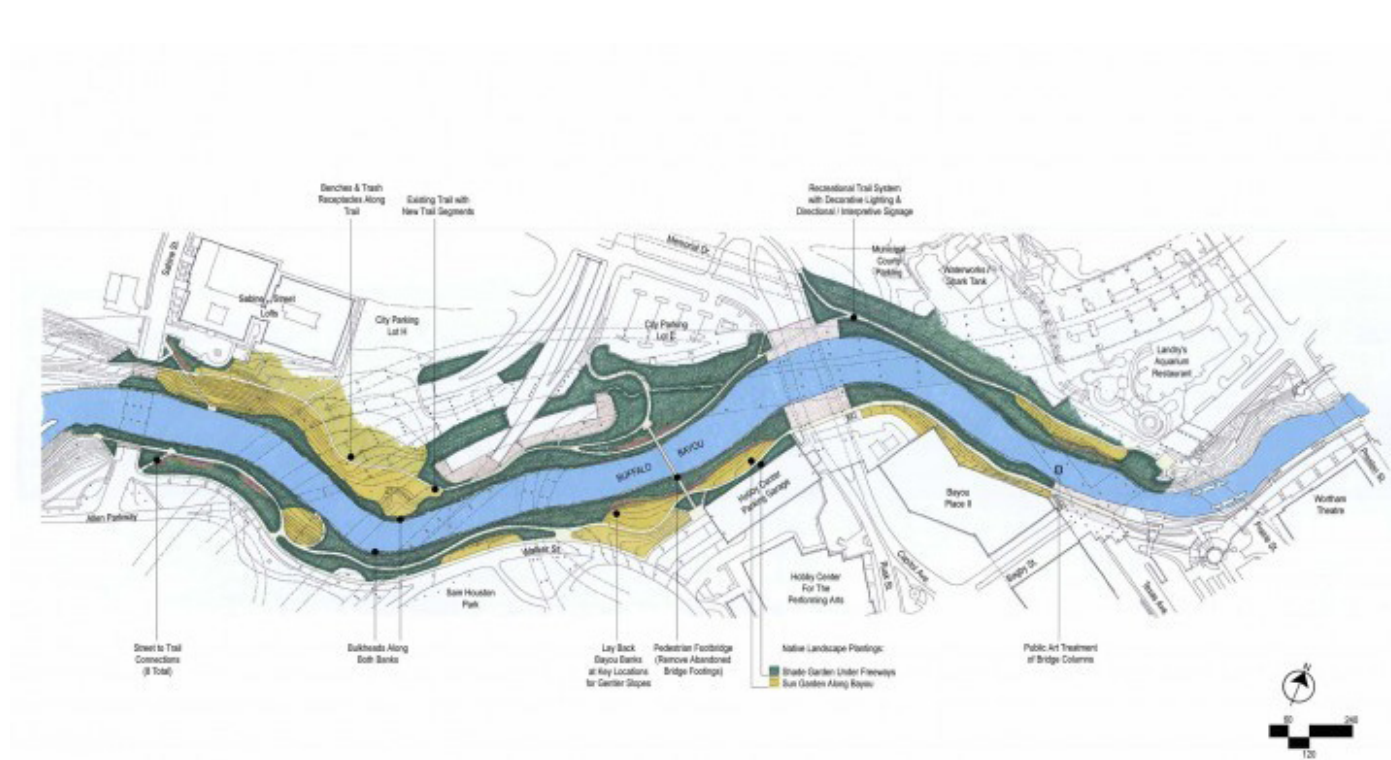 Benches & Trash
Receptacles Along
Trail
Existing Trail with
New Trail Segments
Recreational Trail System
with Decorative Lighting &
Directional / Interpretive Signage
Sabine St.
Memorial Dr.
Municipal
County
Parking
Waterworks /
Shark Tank
Sabine Street
Lofts
City Parking
Lot H
City Parking
Landry's
Aquarium
Restaurant
BUFFALO BAYOU
Hobby Center
Parking Garage
Bayou
Place II
Preston St.
Wortham
Theatre
Allen Parkway
Walker St.
Sam Houston
Park
Hobby Center
For The
Performing Arts
Rusk St.
Capitol Ave.
Bagby St.
Texas Ave.
Prairie St.
Street to Trail
Connections
(8 Total)
Bulkheads Along
Both Banks
Lay Back
Bayou Banks
at Key Locations
for Gentler Slopes
Pedestrian Footbridge
(Remove Abandoned
Bridge Footings)
Native Landscape Plantings:
Shade Garden Under Freeways
Sun Garden Along Bayou
Public Art Treatment
of Bridge Columns
N
240
120